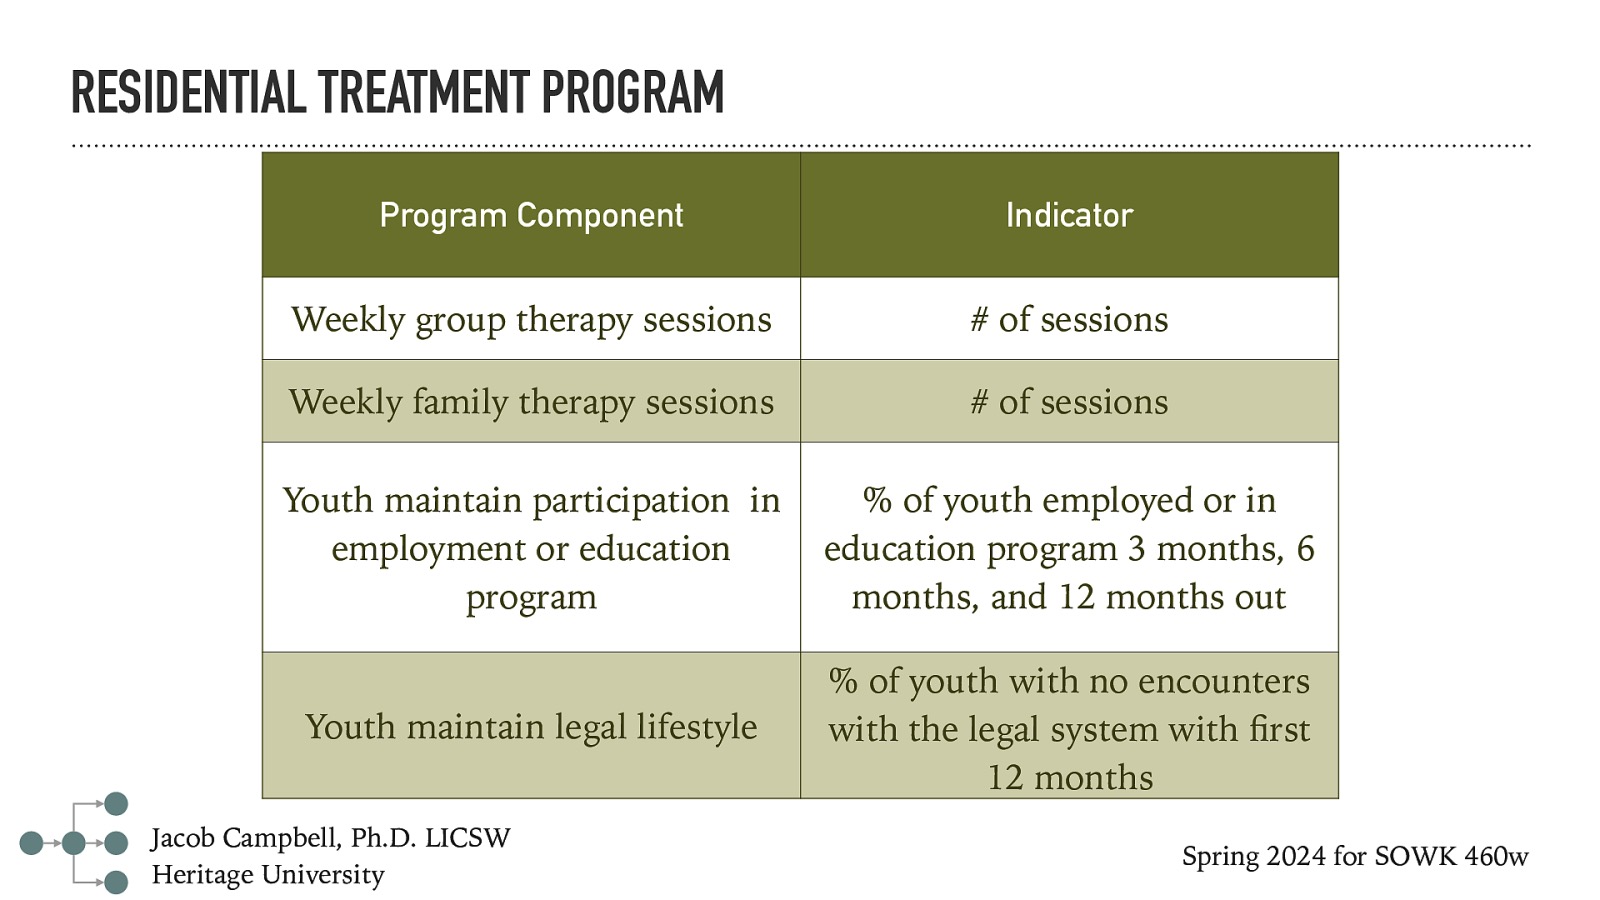 RESIDENTIAL TREATMENT PROGRAM
Program Component
Indicator
Weekly group therapy sessions
# of sessions
Weekly family therapy sessions
# of sessions
Youth maintain participation  in
employment or education
program
% of youth employed or in
education program 3 months, 6
months, and 12 months out
Youth maintain legal lifestyle
% of youth with no encounters
with the legal system with first
12 months
Jacob Campbell, Ph.D. LICSW
Heritage University
Spring 2024 for SOWK 460w